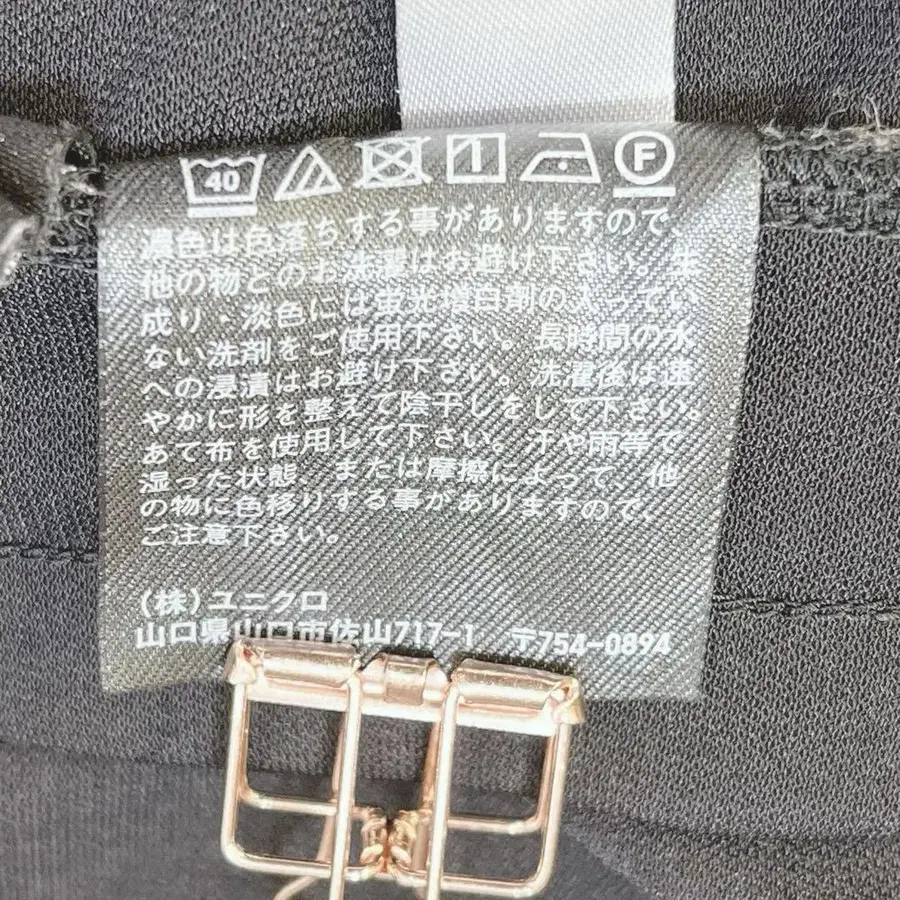 40 F
濃色は色落ちする事がありますので
他の物とのお洗濯はお避け下さい。生
成り・淡色には蛍光増白剤の入ってい
ない洗剤をご使用下さい。長時間の水
への浸漬はお避け下さい。洗濯後は速
やかに形を整えて陰干しをして下さい。
あて布を使用して下さい。汗や雨等で
湿った状態、または摩擦によって、他
の物に色移りする事がありますので、
ご注意下さい。
(株)ユニクロ
山口県山口市佐山717-1 〒754-0894